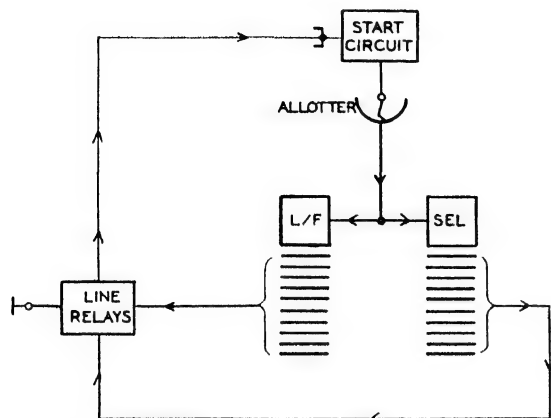 START
CIRCUIT
ALLOTTER
L/F
SEL
LINE
RELAYS